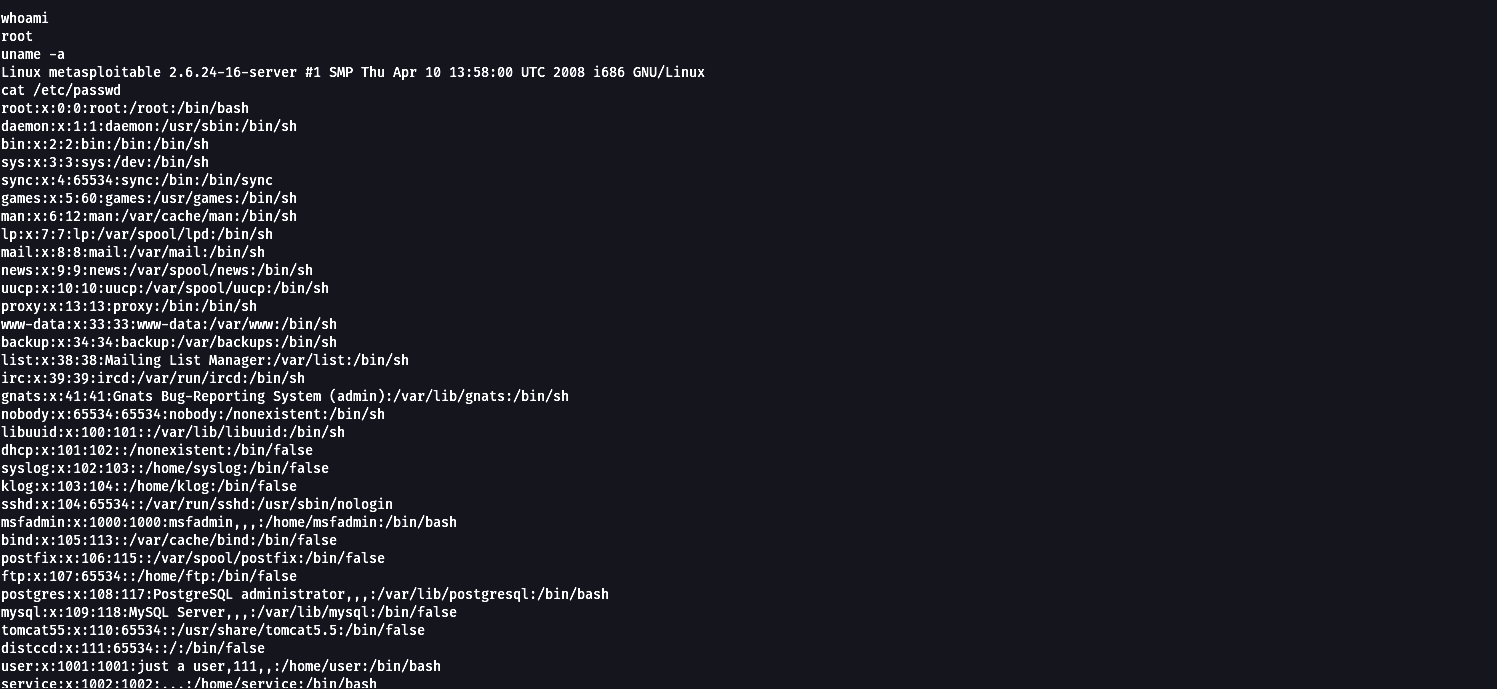 whoami
root
uname -a
Linux metasploitable 2.6.24-16-server #1 SMP Thu Apr 10 13:58:00 UTC 2008 i686 GNU/Linux
cat /etc/passwd
root:x:0:0:root:/root:/bin/bash
daemon:x:1:1:daemon:/usr/sbin:/bin/sh
bin:x:2:2:bin:/bin:/bin/sh
sys:x:3:3:sys:/dev:/bin/sh
sync:x:4:65534:sync:/bin:/bin/sync
games:x:5:60:games:/usr/games:/bin/sh
man:x:6:12:man:/var/cache/man:/bin/sh
lp:x:7:7:lp:/var/spool/lpd:/bin/sh
mail:x:8:8:mail:/var/mail:/bin/sh
news:x:9:9:news:/var/spool/news:/bin/sh
uucp:x:10:10:uucp:/var/spool/uucp:/bin/sh
proxy:x:13:13:proxy:/bin:/bin/sh
www-data:x:33:33:www-data:/var/www:/bin/sh
backup:x:34:34:backup:/var/backups:/bin/sh
list:x:38:38:Mailing List Manager:/var/list:/bin/sh
irc:x:39:39:ircd:/var/run/ircd:/bin/sh
gnats:x:41:41:Gnats Bug-Reporting System (admin):/var/lib/gnats:/bin/sh
nobody:x:65534:65534:nobody:/nonexistent:/bin/sh
libuuid:x:100:101::/var/lib/libuuid:/bin/sh
dhcp:x:101:102::/nonexistent:/bin/false
syslog:x:102:103::/home/syslog:/bin/false
klog:x:103:104::/home/klog:/bin/false
sshd:x:104:65534::/var/run/sshd:/usr/sbin/nologin
msfadmin:x:1000:1000:msfadmin,,,:/home/msfadmin:/bin/bash
bind:x:105:113::/var/cache/bind:/bin/false
postfix:x:106:115::/var/spool/postfix:/bin/false
ftp:x:107:65534::/home/ftp:/bin/false
postgres:x:108:117:PostgreSQL administrator,,,:/var/lib/postgresql:/bin/bash
mysql:x:109:118:MySQL Server,,,:/var/lib/mysql:/bin/false
tomcat55:x:110:65534::/usr/share/tomcat5.5:/bin/false
distccd:x:111:65534::/:/bin/false
user:x:1001:1001:just a user,111,,:/home/user:/bin/bash
service:x:1002:1002:,,,:/home/service:/bin/bash